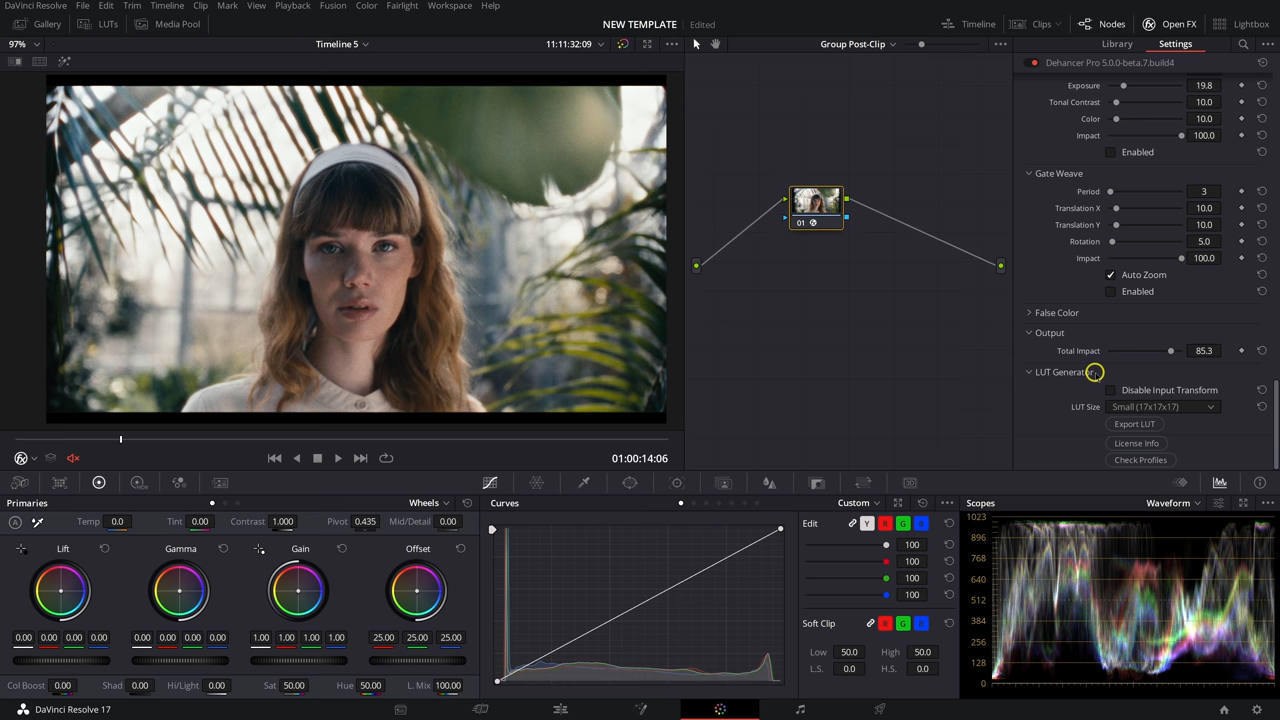 DaVinci Resolve File Edit Trim Timeline Clip Mark View Playback Fusion Color Fairlight Workspace Help
Gallery LUTs Media Pool NEW TEMPLATE Edited Timeline Clips Nodes Open FX Lightbox
97% Timeline 5 11:11:32:09 Group Post-Clip Library Settings
Dehancer Pro 5.0.0-beta.7.build4
Exposure 19.8
Tonal Contrast 10.0
Color 10.0
Impact 100.0
Enabled
Gate Weave
Period 3
Translation X 10.0
Translation Y 10.0
Rotation 5.0
Impact 100.0
Auto Zoom
Enabled
False Color
Output
Total Impact 85.3
LUT Generator
Disable Input Transform
LUT Size Small (17x17x17)
Export LUT
License Info
Check Profiles
01
01:00:14:06
Primaries Wheels
A Temp 0.0 Tint 0.00 Contrast 1.000 Pivot 0.435 Mid/Detail 0.00
Lift Gamma Gain Offset
0.00 0.00 0.00 0.00 0.00 0.00 0.00 0.00 1.00 1.00 1.00 1.00 25.00 25.00 25.00
Col Boost 0.00 Shad 0.00 Hi/Light 0.00 Sat 50.00 Hue 50.00 L. Mix 100.00
Curves Custom
Edit Y R G B
100
100
100
100
Soft Clip R G B
Low 50.0 High 50.0
L.S. 0.0 H.S. 0.0
Scopes Waveform
1023
896
768
640
512
384
256
128
0
DaVinci Resolve 17